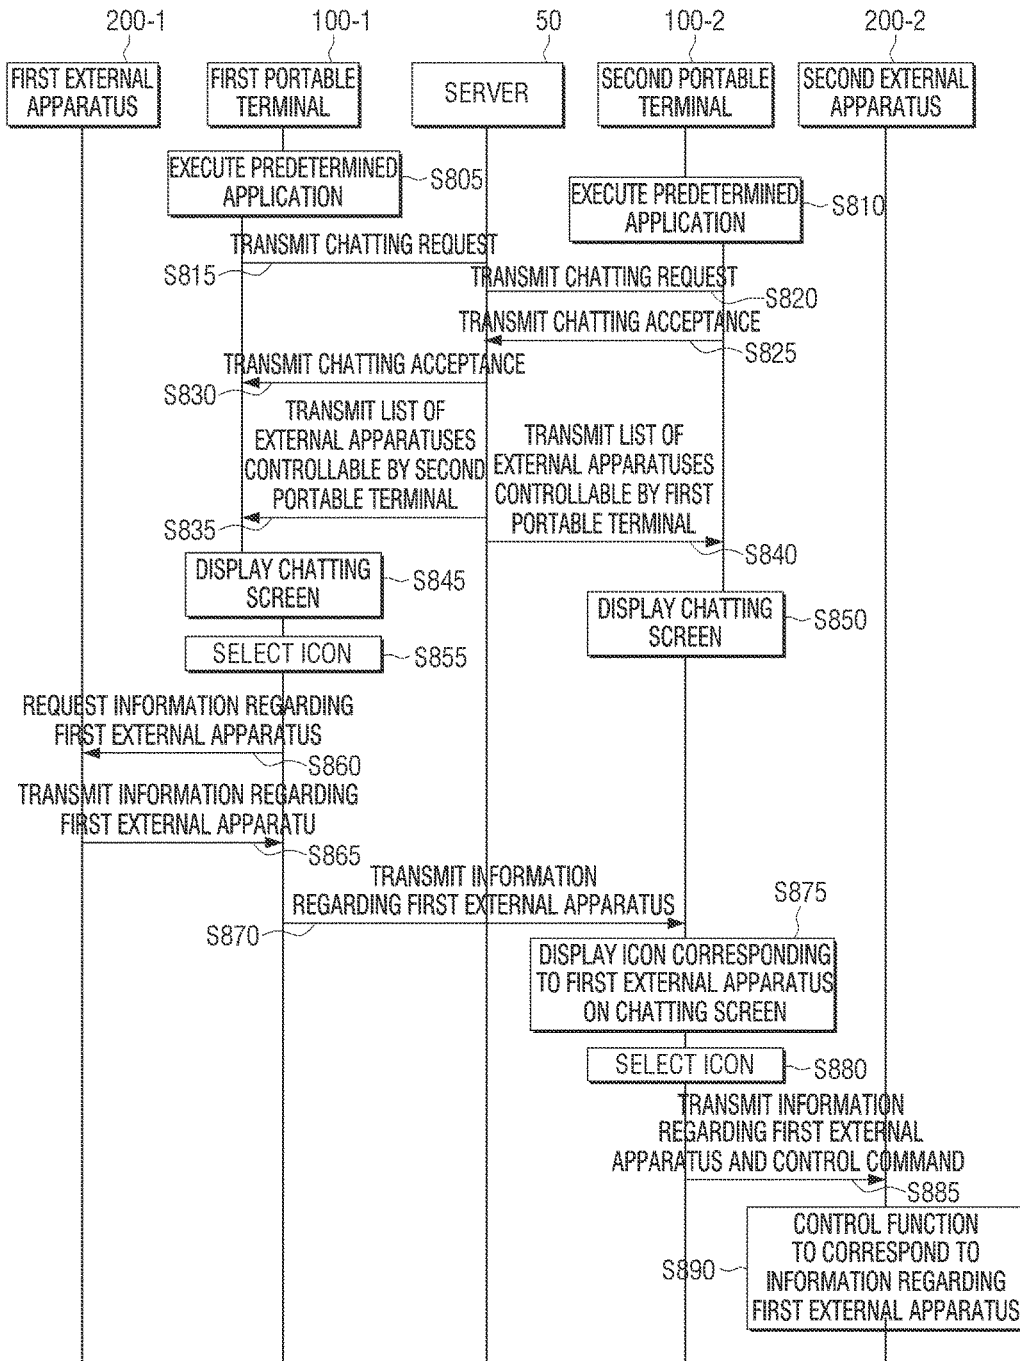 200-1
100-1
50
100-2
200-2
FIRST EXTERNAL
APPARATUS
FIRST PORTABLE
TERMINAL
SERVER
SECOND PORTABLE
TERMINAL
SECOND EXTERNAL
APPARATUS
EXECUTE PREDETERMINED
APPLICATION
S805
EXECUTE PREDETERMINED
APPLICATION
S810
TRANSMIT CHATTING REQUEST
S815
TRANSMIT CHATTING REQUEST
S820
TRANSMIT CHATTING ACCEPTANCE
S825
TRANSMIT CHATTING ACCEPTANCE
S830
TRANSMIT LIST OF
EXTERNAL APPARATUSES
CONTROLLABLE BY SECOND
PORTABLE TERMINAL
S835
TRANSMIT LIST OF
EXTERNAL APPARATUSES
CONTROLLABLE BY FIRST
PORTABLE TERMINAL
S840
DISPLAY CHATTING
SCREEN
S845
DISPLAY CHATTING
SCREEN
S850
SELECT ICON
S855
REQUEST INFORMATION REGARDING
FIRST EXTERNAL APPARATUS
S860
TRANSMIT INFORMATION REGARDING
FIRST EXTERNAL APPARATU
S865
TRANSMIT INFORMATION
REGARDING FIRST EXTERNAL APPARATUS
S870
S875
DISPLAY ICON CORRESPONDING
TO FIRST EXTERNAL APPARATUS
ON CHATTING SCREEN
SELECT ICON
S880
TRANSMIT INFORMATION
REGARDING FIRST EXTERNAL
APPARATUS AND CONTROL COMMAND
S885
CONTROL FUNCTION
TO CORRESPOND TO
INFORMATION REGARDING
FIRST EXTERNAL APPARATUS
S890